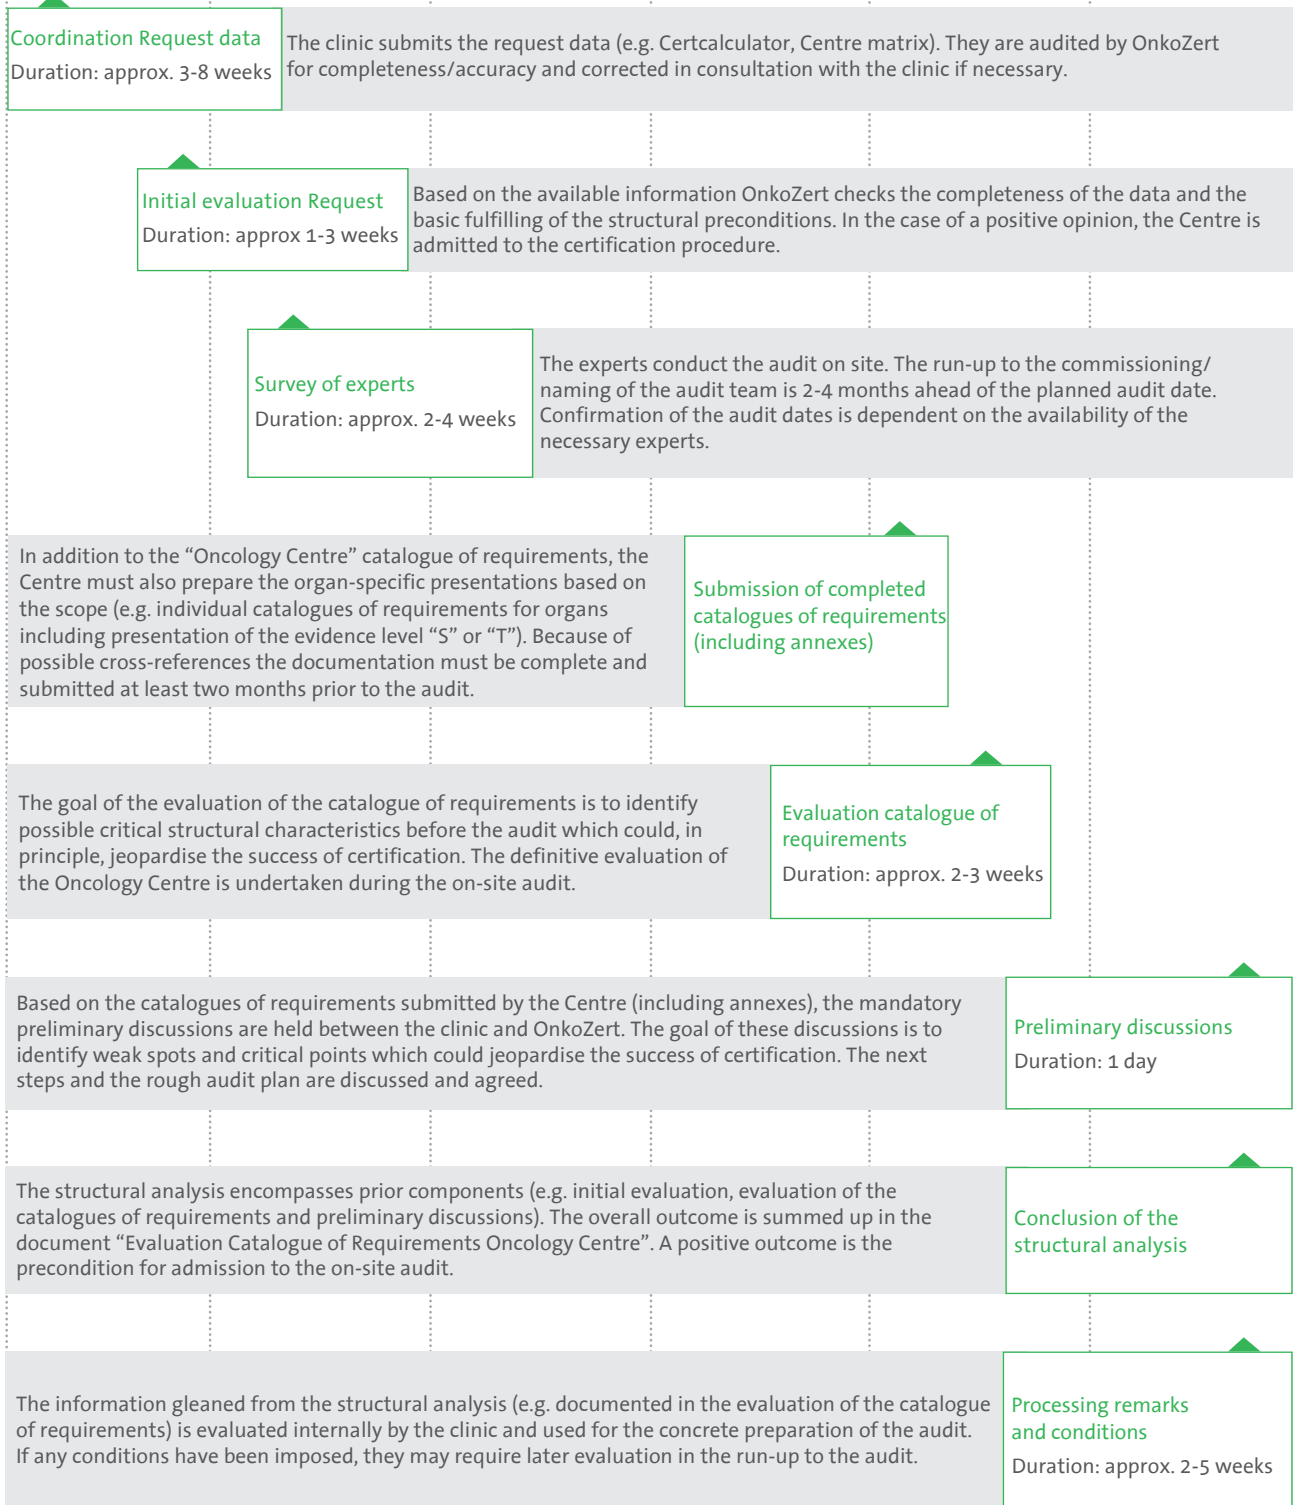 Coordination Request data
Duration: approx. 3-8 weeks
The clinic submits the request data (e.g. Certcalculator, Centre matrix). They are audited by OnkoZert
for completeness/accuracy and corrected in consultation with the clinic if necessary.
Initial evaluation Request
Duration: approx 1-3 weeks
Based on the available information OnkoZert checks the completeness of the data and the
basic fulfilling of the structural preconditions. In the case of a positive opinion, the Centre is
admitted to the certification procedure.
Survey of experts
Duration: approx. 2-4 weeks
The experts conduct the audit on site. The run-up to the commissioning/
naming of the audit team is 2-4 months ahead of the planned audit date.
Confirmation of the audit dates is dependent on the availability of the
necessary experts.
In addition to the “Oncology Centre” catalogue of requirements, the
Centre must also prepare the organ-specific presentations based on
the scope (e.g. individual catalogues of requirements for organs
including presentation of the evidence level “S” or “T”). Because of
possible cross-references the documentation must be complete and
submitted at least two months prior to the audit.
Submission of completed
catalogues of requirements
(including annexes)
The goal of the evaluation of the catalogue of requirements is to identify
possible critical structural characteristics before the audit which could, in
principle, jeopardise the success of certification. The definitive evaluation of
the Oncology Centre is undertaken during the on-site audit.
Evaluation catalogue of
requirements
Duration: approx. 2-3 weeks
Based on the catalogues of requirements submitted by the Centre (including annexes), the mandatory
preliminary discussions are held between the clinic and OnkoZert. The goal of these discussions is to
identify weak spots and critical points which could jeopardise the success of certification. The next
steps and the rough audit plan are discussed and agreed.
Preliminary discussions
Duration: 1 day
The structural analysis encompasses prior components (e.g. initial evaluation, evaluation of the
catalogues of requirements and preliminary discussions). The overall outcome is summed up in the
document “Evaluation Catalogue of Requirements Oncology Centre”. A positive outcome is the
precondition for admission to the on-site audit.
Conclusion of the
structural analysis
The information gleaned from the structural analysis (e.g. documented in the evaluation of the catalogue
of requirements) is evaluated internally by the clinic and used for the concrete preparation of the audit.
If any conditions have been imposed, they may require later evaluation in the run-up to the audit.
Processing remarks
and conditions
Duration: approx. 2-5 weeks